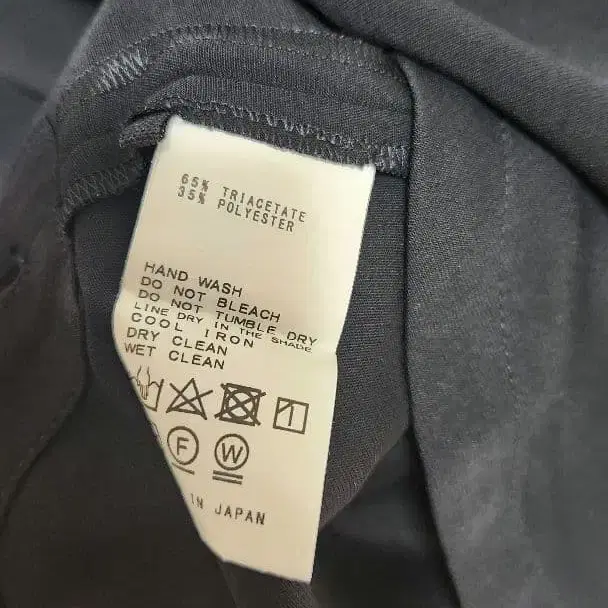 65% TRIACETATE
35% POLYESTER
HAND WASH
DO NOT BLEACH
DO NOT TUMBLE DRY
LINE DRY IN THE SHADE
COOL IRON
DRY CLEAN
WET CLEAN
F W
IN JAPAN